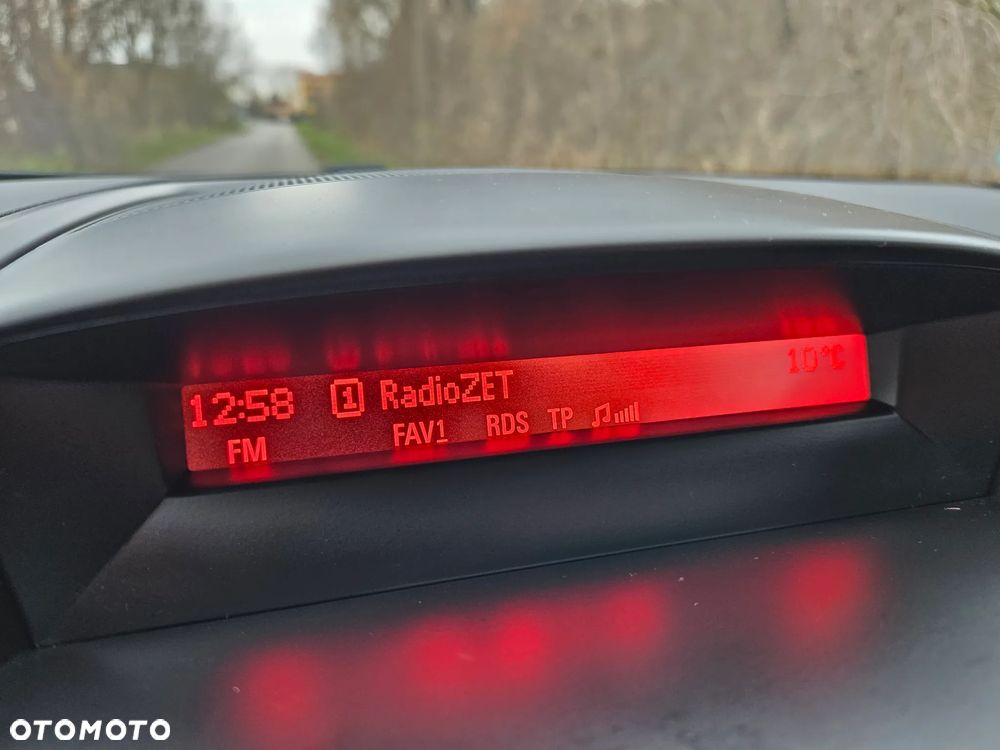 12:58 1 RadioZET 10°C
FM FAV1 RDS TP
OTOMOTO